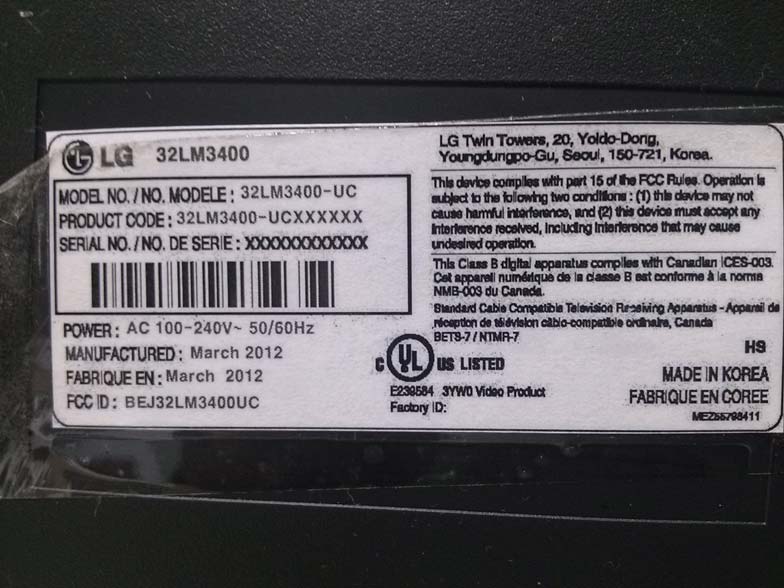 LG 32LM3400
MODEL NO. / NO. MODELE : 32LM3400-UC
PRODUCT CODE : 32LM3400-UCXXXXXX
SERIAL NO. / NO. DE SERIE : XXXXXXXXXXXX
POWER : AC 100-240V~ 50/60Hz
MANUFACTURED : March 2012
FABRIQUE EN : March 2012
FCC ID : BEJ32LM3400UC
LG Twin Towers, 20, Yoido-Dong,
Youngdungpo-Gu, Seoul, 150-721, Korea.
This device complies with part 15 of the FCC Rules. Operation is
subject to the following two conditions : (1) this device may not
cause harmful interference, and (2) this device must accept any
interference received, including interference that may cause
undesired operation.
This Class B digital apparatus complies with Canadian ICES-003.
Cet appareil numérique de la classe B est conforme à la norme
NMB-003 du Canada.
Standard Cable Compatible Television Receiving Apparatus - Appareil de
réception de télévision câblo-compatible ordinaire, Canada
BETS-7 / NTMR-7
C UL US LISTED
E239584 3YW0 Video Product
Factory ID:
HS
MADE IN KOREA
FABRIQUE EN COREE
MEZ55798411